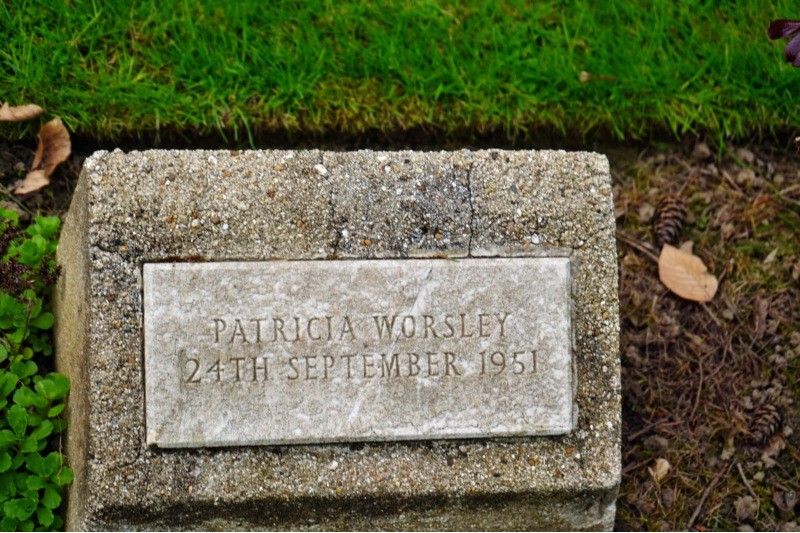 PATRICIA WORSLEY
24TH SEPTEMBER 1951